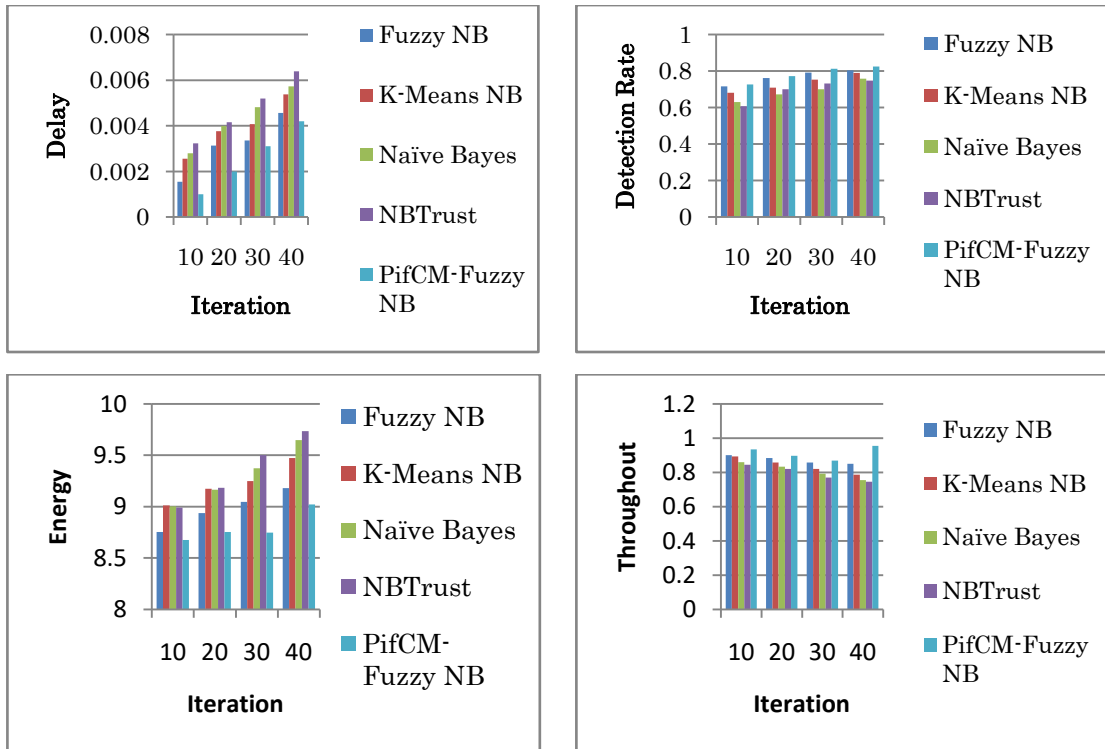 0.008
0.006
0.004
0.002
0
Delay
10 20 30 40
Iteration
Fuzzy NB
K-Means NB
Naïve Bayes
NBTrust
PifCM-Fuzzy
NB
1
0.8
0.6
0.4
0.2
0
Detection Rate
10 20 30 40
Iteration
Fuzzy NB
K-Means NB
Naïve Bayes
NBTrust
PifCM-Fuzzy
NB
10
9.5
9
8.5
8
Energy
10 20 30 40
Iteration
Fuzzy NB
K-Means NB
Naïve Bayes
NBTrust
PifCM-
Fuzzy NB
1.2
1
0.8
0.6
0.4
0.2
0
Throughout
10 20 30 40
Iteration
Fuzzy NB
K-Means NB
Naïve Bayes
NBTrust
PifCM-Fuzzy
NB